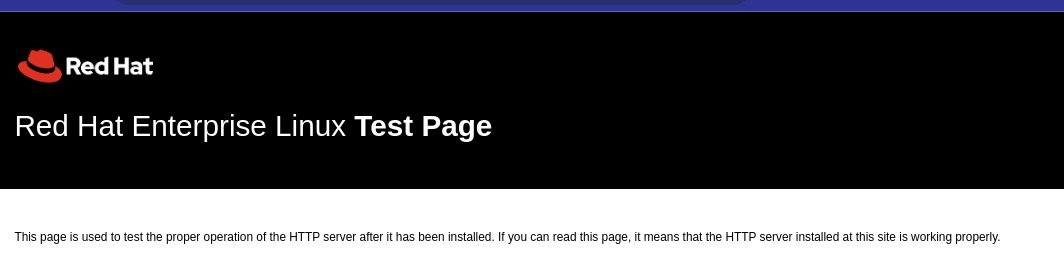 Red Hat
Red Hat Enterprise Linux Test Page
This page is used to test the proper operation of the HTTP server after it has been installed. If you can read this page, it means that the HTTP server installed at this site is working properly.